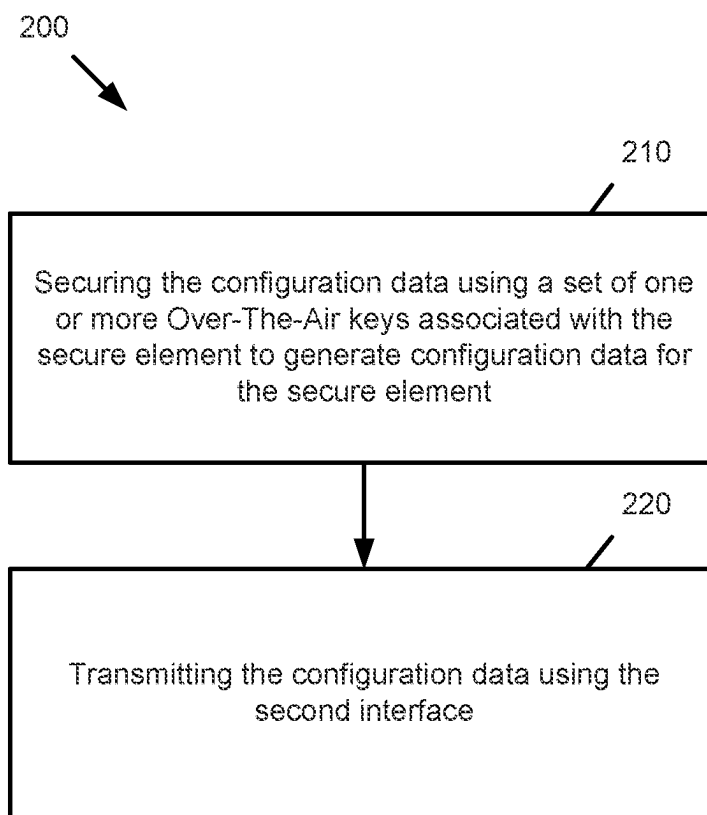 200
210
Securing the configuration data using a set of one
or more Over-The-Air keys associated with the
secure element to generate configuration data for
the secure element
220
Transmitting the configuration data using the
second interface